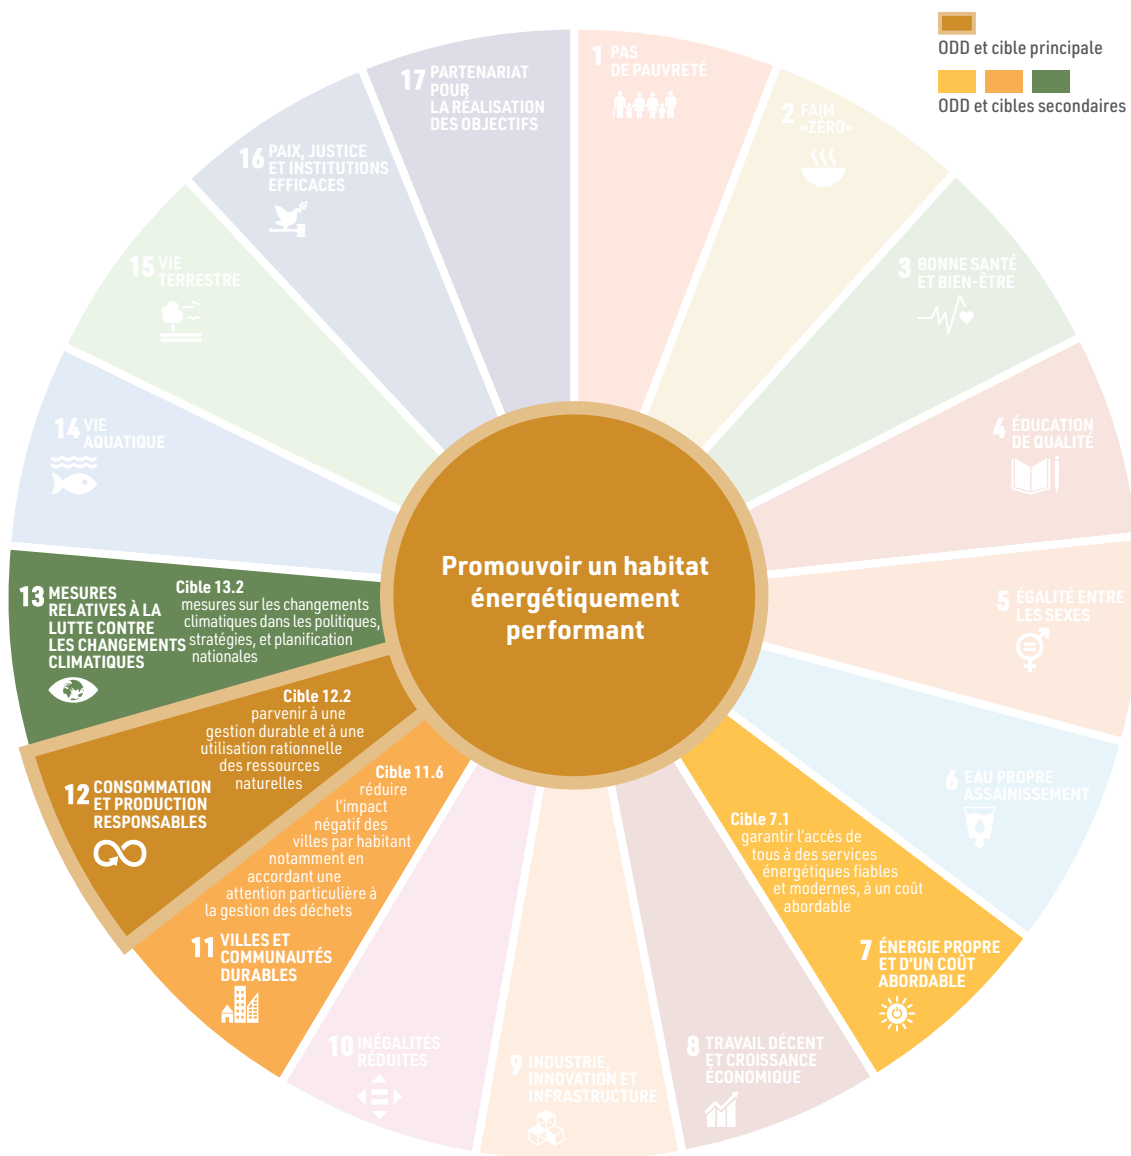 ODD et cible principale
ODD et cibles secondaires
1 PAS
DE PAUVRETÉ
2 FAIM
«ZÉRO»
3 BONNE SANTÉ
ET BIEN-ÊTRE
4 ÉDUCATION
DE QUALITÉ
5 ÉGALITÉ ENTRE
LES SEXES
6 EAU PROPRE
ASSAINISSEMENT
Cible 7.1
garantir l'accès de
tous à des services
énergétiques fiables
et modernes, à un coût
abordable
7 ÉNERGIE PROPRE
ET D'UN COÛT
ABORDABLE
8 TRAVAIL DÉCENT
ET CROISSANCE
ÉCONOMIQUE
9 INDUSTRIE,
INNOVATION ET
INFRASTRUCTURE
10 INÉGALITÉS
RÉDUITES
Cible 11.6
réduire
l'impact
négatif des
villes par habitant
notamment en
accordant une
attention particulière à
la gestion des déchets
11 VILLES ET
COMMUNAUTÉS
DURABLES
Cible 12.2
parvenir à une
gestion durable et à une
utilisation rationnelle
des ressources
naturelles
12 CONSOMMATION
ET PRODUCTION
RESPONSABLES
Cible 13.2
mesures sur les changements
climatiques dans les politiques,
stratégies, et planification
nationales
13 MESURES
RELATIVES À LA
LUTTE CONTRE
LES CHANGEMENTS
CLIMATIQUES
14 VIE
AQUATIQUE
15 VIE
TERRESTRE
16 PAIX, JUSTICE
ET INSTITUTIONS
EFFICACES
17 PARTENARIAT
POUR
LA RÉALISATION
DES OBJECTIFS
Promouvoir un habitat
énergétiquement
performant